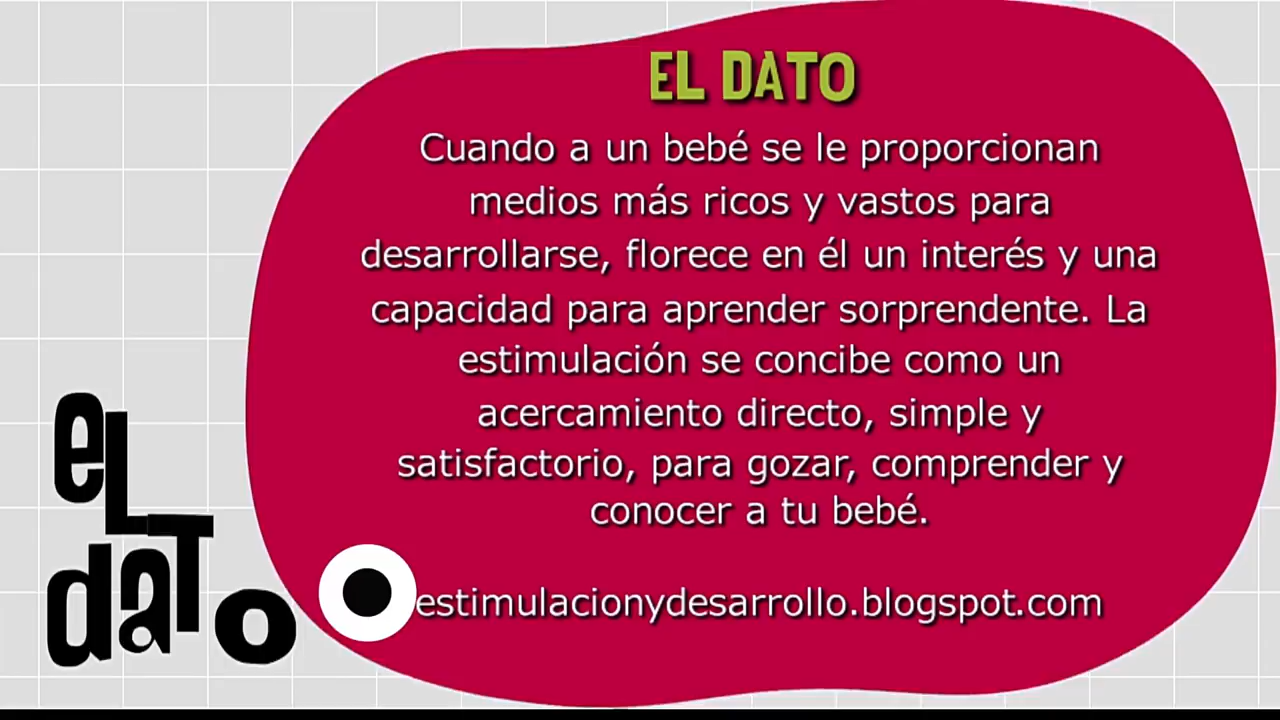 EL DATO
Cuando a un bebé se le proporcionan
medios más ricos y vastos para
desarrollarse, florece en él un interés y una
capacidad para aprender sorprendente. La
estimulación se concibe como un
acercamiento directo, simple y
satisfactorio, para gozar, comprender y
conocer a tu bebé.
estimulacionydesarrollo.blogspot.com
eL
daTo